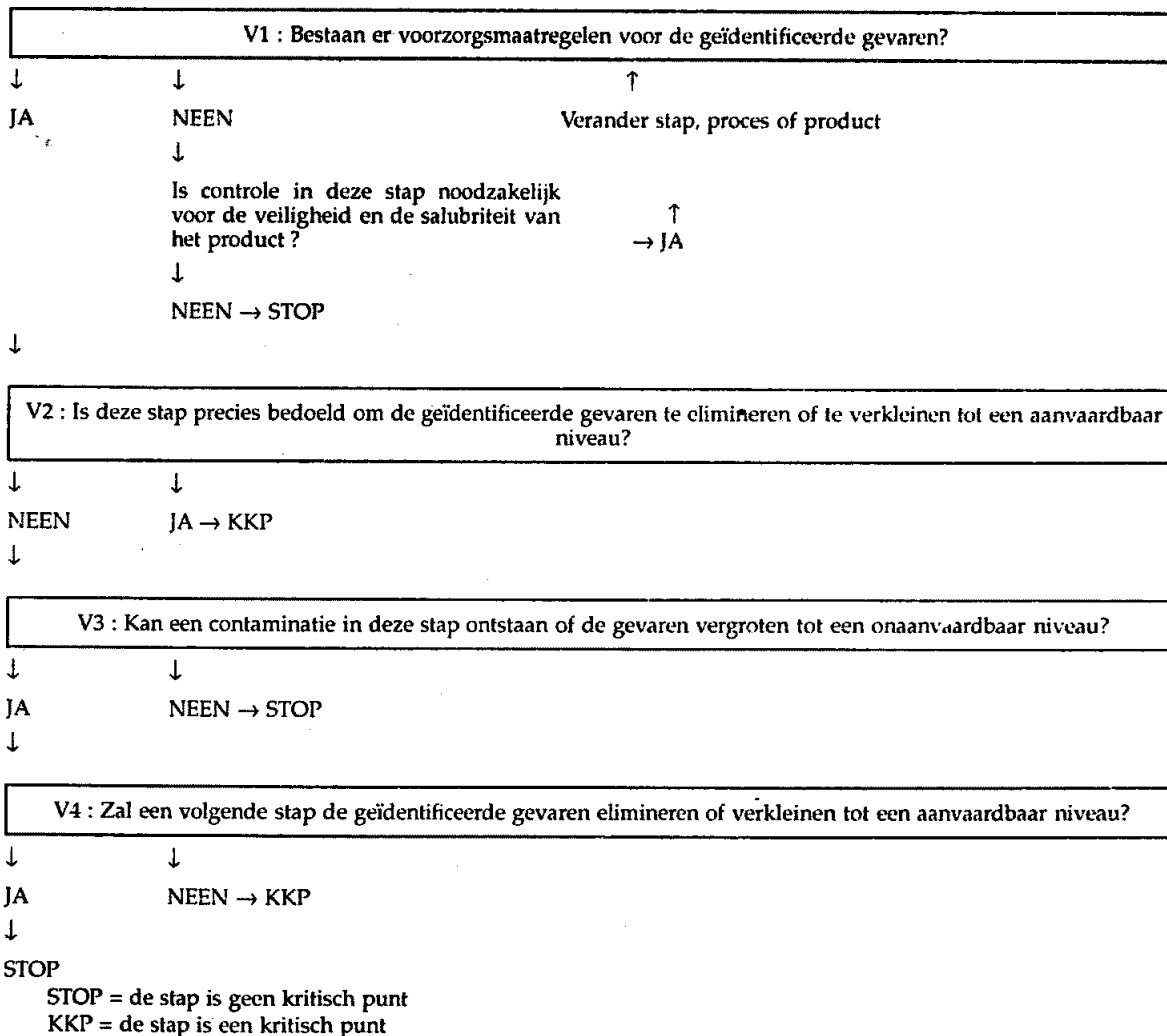 V1 : Bestaan er voorzorgsmaatregelen voor de geïdentificeerde gevaren?
↓ ↓ ↑
JA NEEN Verander stap, proces of product
↓
Is controle in deze stap noodzakelijk
voor de veiligheid en de salubriteit van ↑
het product ? → JA
↓
NEEN → STOP
↓
V2 : Is deze stap precies bedoeld om de geïdentificeerde gevaren te elimineren of te verkleinen tot een aanvaardbaar
niveau?
↓ ↓
NEEN JA → KKP
↓
V3 : Kan een contaminatie in deze stap ontstaan of de gevaren vergroten tot een onaanvaardbaar niveau?
↓ ↓
JA NEEN → STOP
↓
V4 : Zal een volgende stap de geïdentificeerde gevaren elimineren of verkleinen tot een aanvaardbaar niveau?
↓ ↓
JA NEEN → KKP
↓
STOP
STOP = de stap is geen kritisch punt
KKP = de stap is een kritisch punt